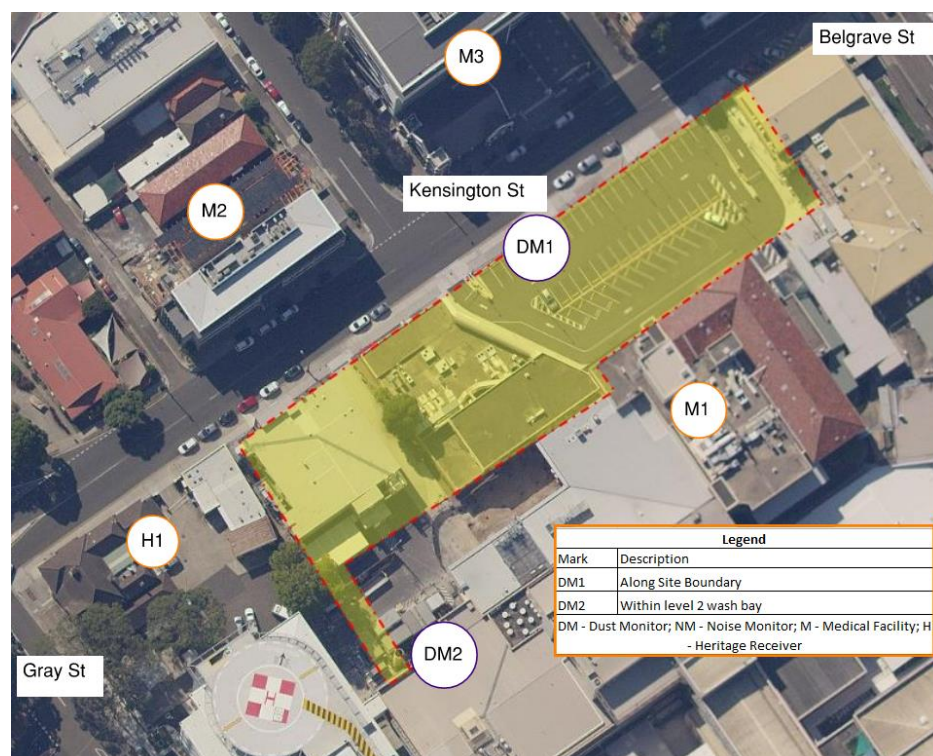 Belgrave St
M3
Kensington St
M2
DM1
M1
H1
Legend
Mark Description
DM1 Along Site Boundary
DM2 Within level 2 wash bay
DM - Dust Monitor; NM - Noise Monitor; M - Medical Facility; H
- Heritage Receiver
DM2
Gray St
H